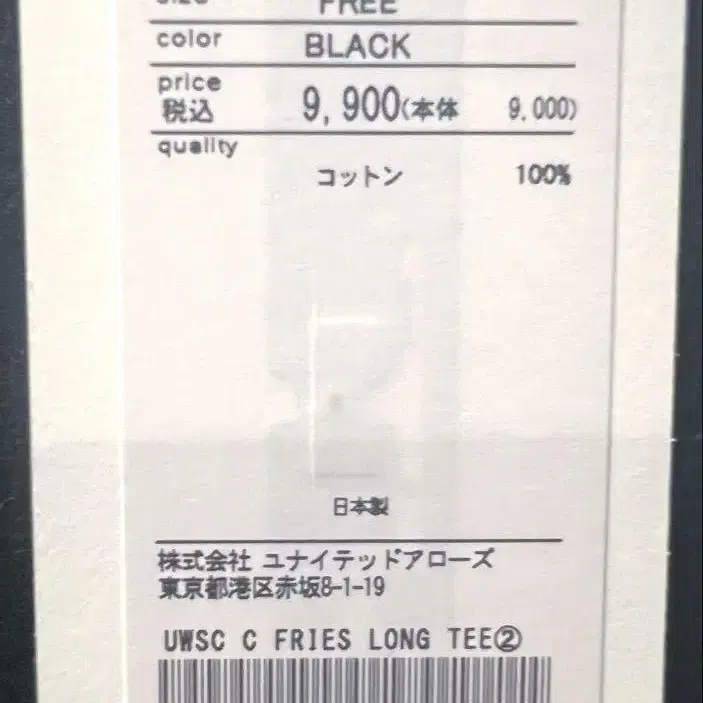 size FREE
color BLACK
price
税込 9,900(本体 9,000)
quality
コットン 100%
日本製
株式会社 ユナイテッドアローズ
東京都港区赤坂8-1-19
UWSC C FRIES LONG TEE②